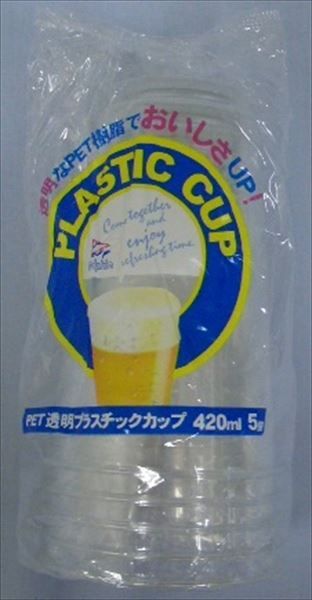 透明なPET樹脂でおいしさUP!
PLASTIC CUP
Come together
and
enjoy
refreshing time.
PET透明プラスチックカップ 420ml 5個